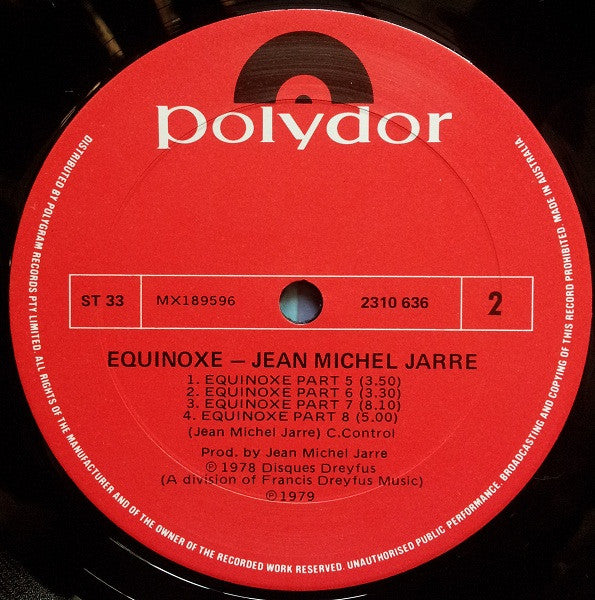 polydor
ST 33
MX189596
2310 636
2
EQUINOXE – JEAN MICHEL JARRE
1. EQUINOXE PART 5 (3.50)
2. EQUINOXE PART 6 (3.30)
3. EQUINOXE PART 7 (8.10)
4. EQUINOXE PART 8 (5.00)
(Jean Michel Jarre) C.Control
Prod. by Jean Michel Jarre
℗ 1978 Disques Dreyfus
(A division of Francis Dreyfus Music)
℗ 1979
DISTRIBUTED BY POLYGRAM RECORDS PTY LIMITED. ALL RIGHTS OF THE MANUFACTURER AND OF THE OWNER OF THE RECORDED WORK RESERVED. UNAUTHORISED PUBLIC PERFORMANCE, BROADCASTING AND COPYING OF THIS RECORD PROHIBITED. MADE IN AUSTRALIA